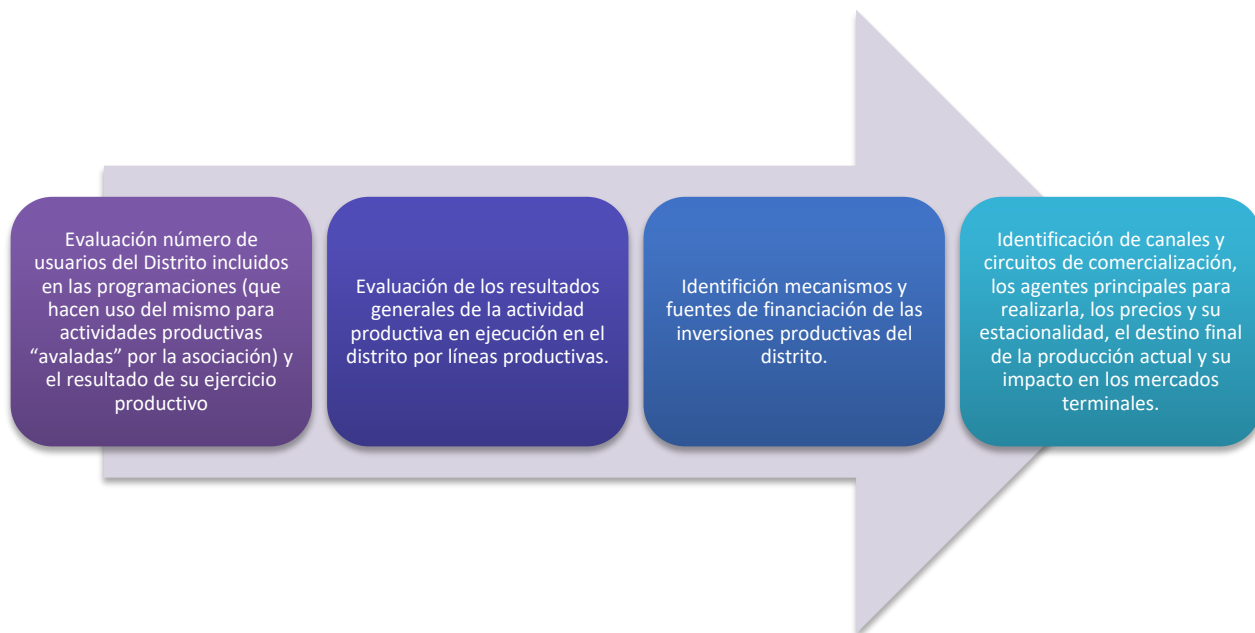 Evaluación número de
usuarios del Distrito incluidos
en las programaciones (que
hacen uso del mismo para
actividades productivas
“avaladas” por la asociación) y
el resultado de su ejercicio
productivo
Evaluación de los resultados
generales de la actividad
productiva en ejecución en el
distrito por líneas productivas.
Identifición mecanismos y
fuentes de financiación de las
inversiones productivas del
distrito.
Identificación de canales y
circuitos de comercialización,
los agentes principales para
realizarla, los precios y su
estacionalidad, el destino final
de la producción actual y su
impacto en los mercados
terminales.